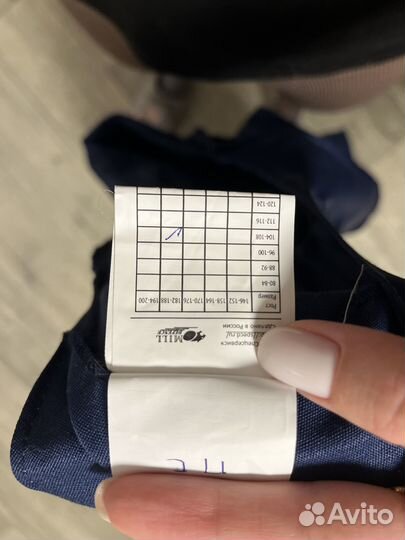 Спецсервис»
сделано в России
MILL
Рост
Размер
146-152
158-164
170-176
182-188
194-200
80-84
88-92
96-100
104-108
112-116
120-124
Avito